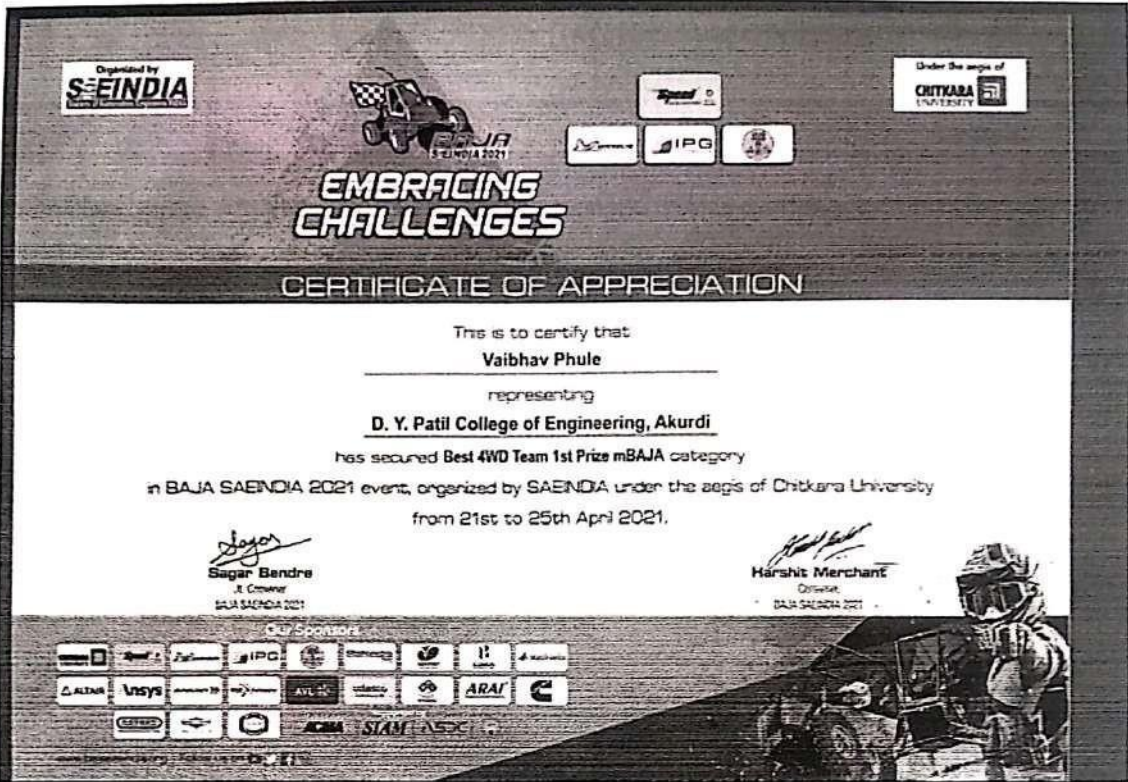 Organized by
SAEINDIA
Under the aegis of
CHITKARA
UNIVERSITY
BAJA
SAEINDIA 2021
Speed
IPG
EMBRACING
CHALLENGES
CERTIFICATE OF APPRECIATION
This is to certify that
Vaibhav Phule
representing
D. Y. Patil College of Engineering, Akurdi
has secured Best 4WD Team 1st Prize mBAJA category
in BAJA SAEINDIA 2021 event, organized by SAEINDIA under the aegis of Chitkara University
from 21st to 25th April 2021.
Sagar
Sagar Bendre
Jt. Convener
BAJA SAEINDIA 2021
Harshit Merchant
Convener,
BAJA SAEINDIA 2021
Our Sponsors
IPG
ALTAIR Ansys AVL ARAI
ACMA SIAM ASDC